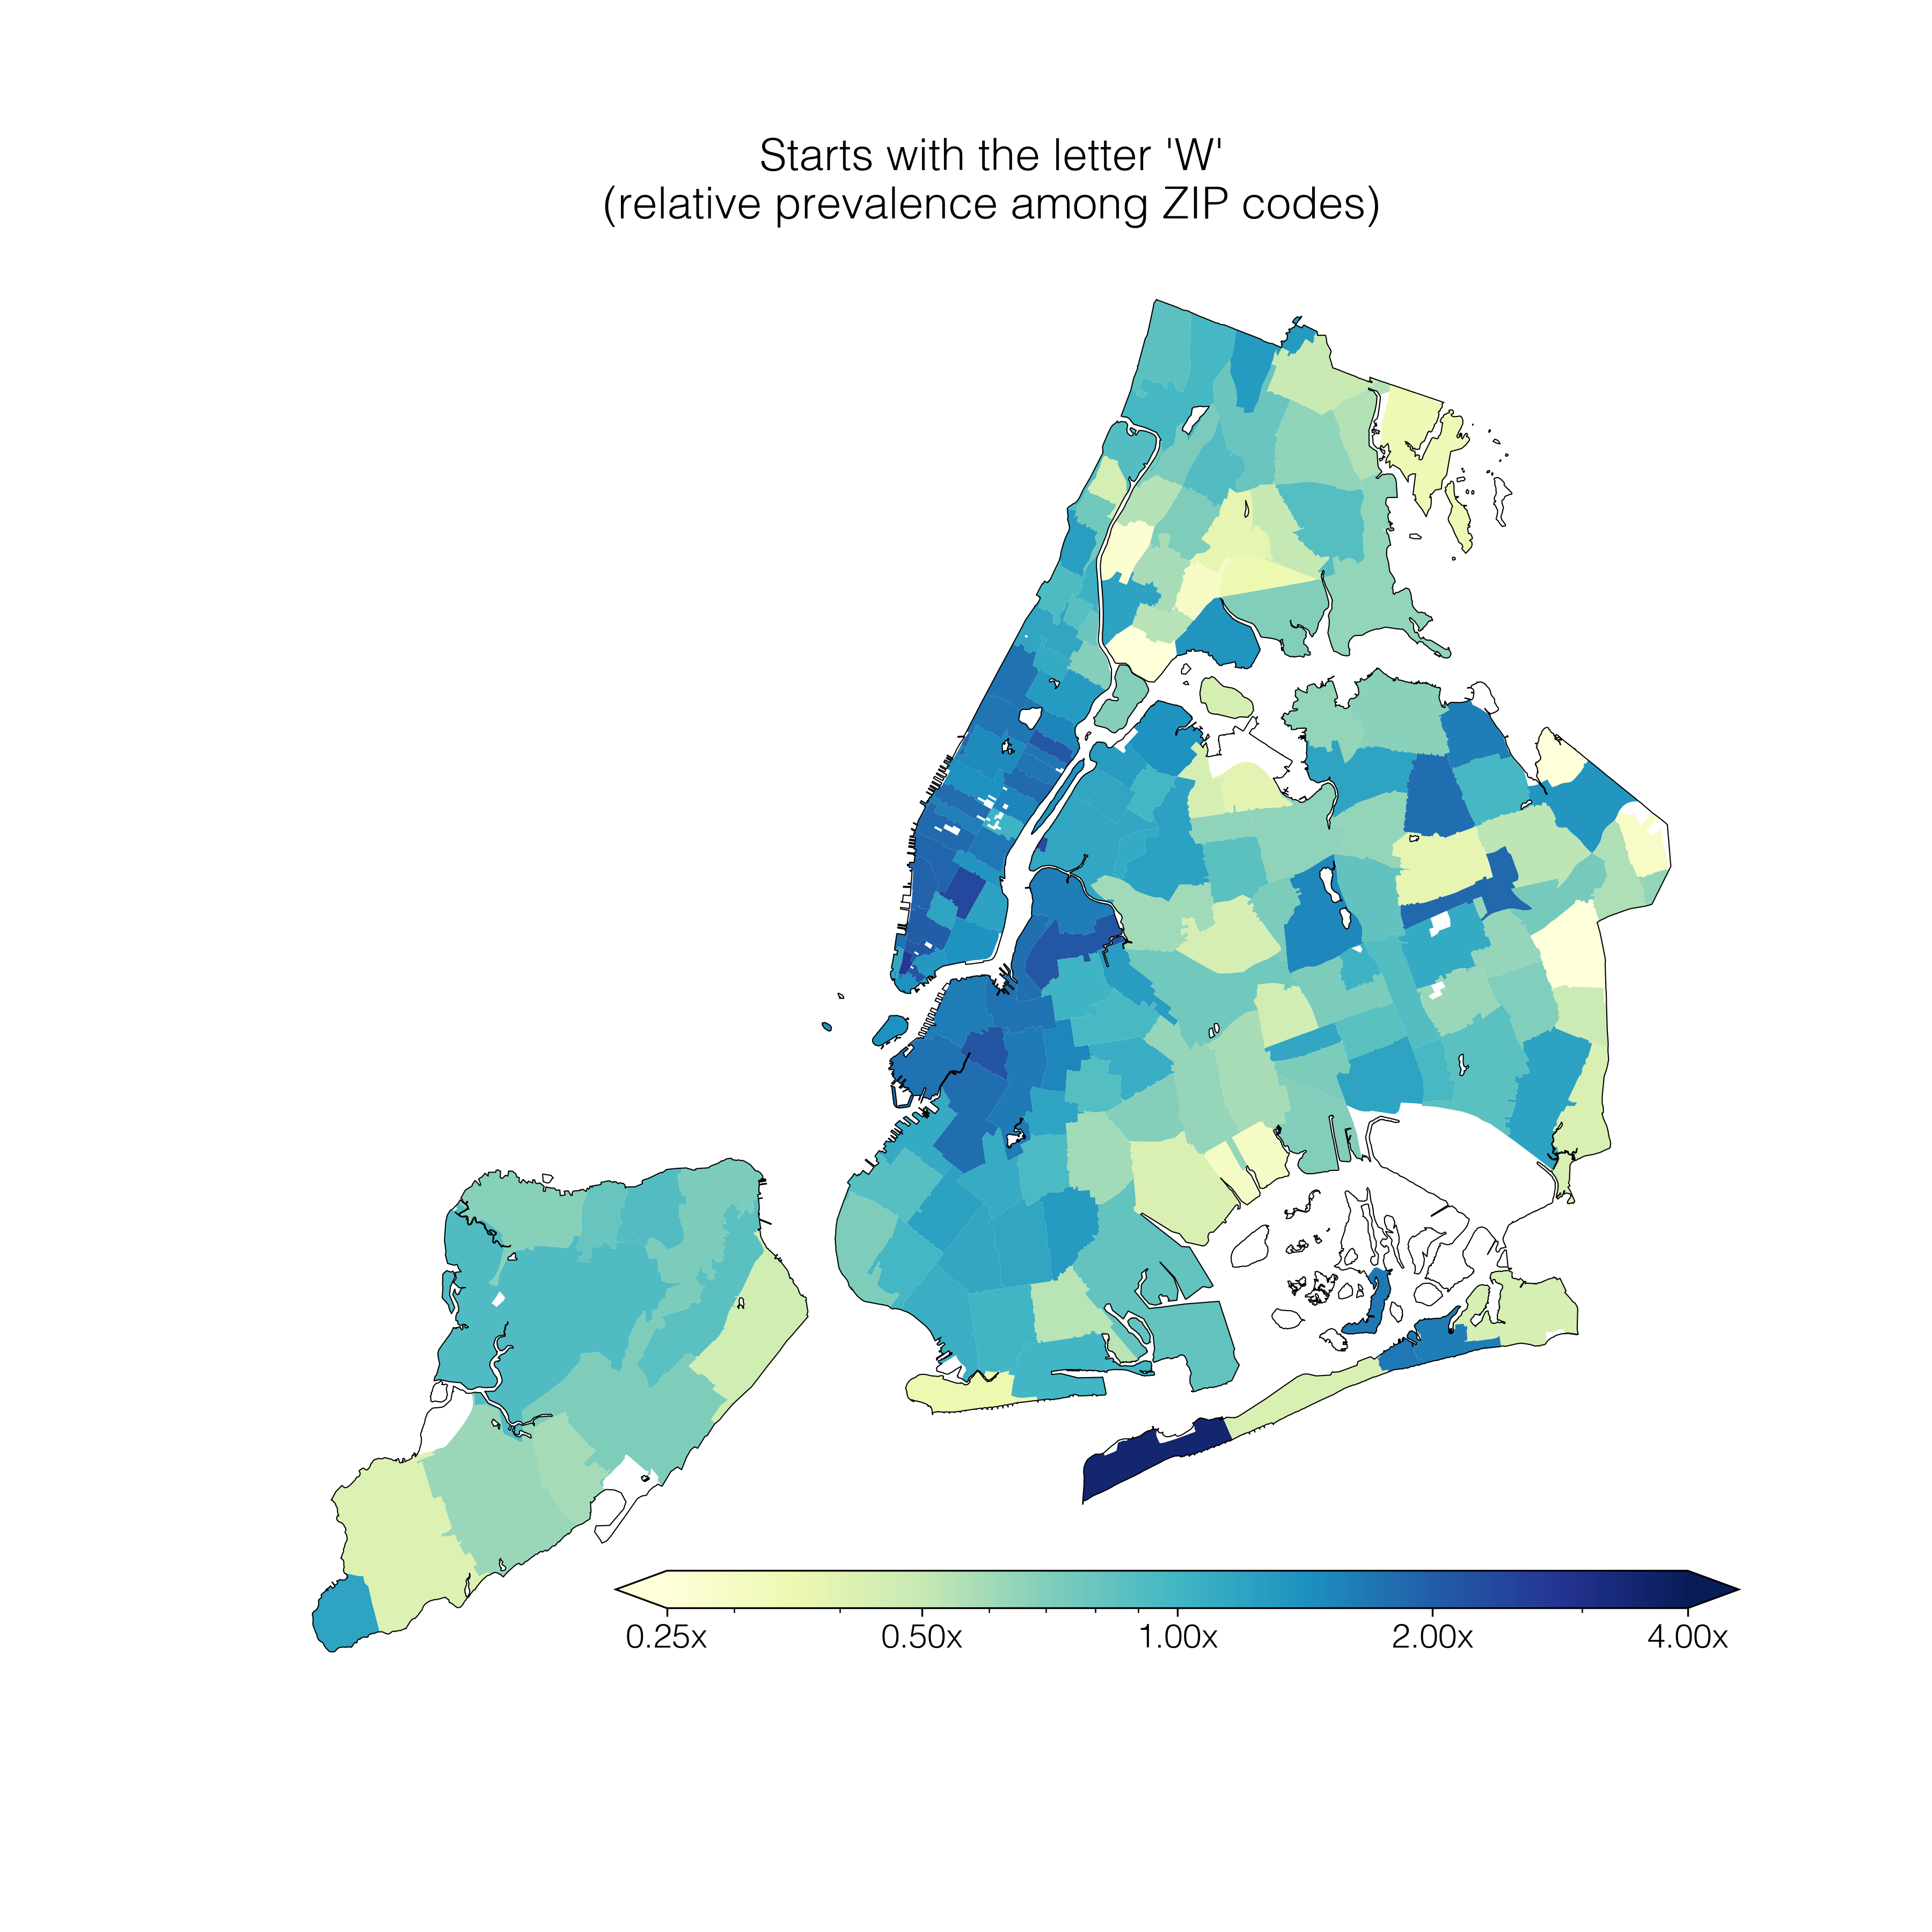 Starts with the letter 'W'
(relative prevalence among ZIP codes)
0.25x 0.50x 1.00x 2.00x 4.00x